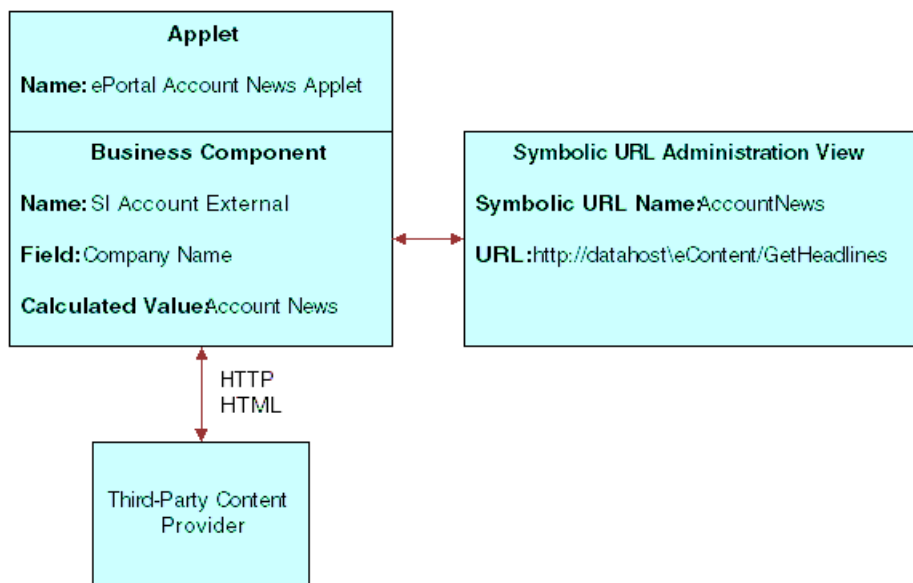 Applet
Name: ePortal Account News Applet
Business Component
Name: SI Account External
Field: Company Name
Calculated Value: Account News
Symbolic URL Administration View
Symbolic URL Name: AccountNews
URL: http://datahost\eContent/GetHeadlines
HTTP
HTML
Third-Party Content
Provider